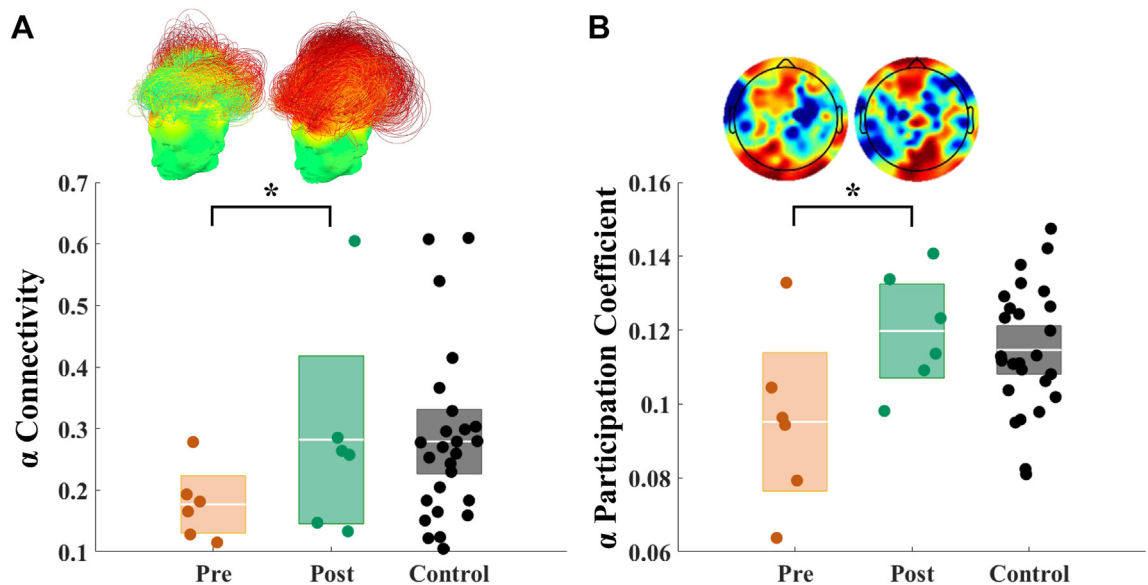 A
B
*
*
α Connectivity
0.7
0.6
0.5
0.4
0.3
0.2
0.1
Pre Post Control
α Participation Coefficient
0.16
0.14
0.12
0.1
0.08
0.06
Pre Post Control